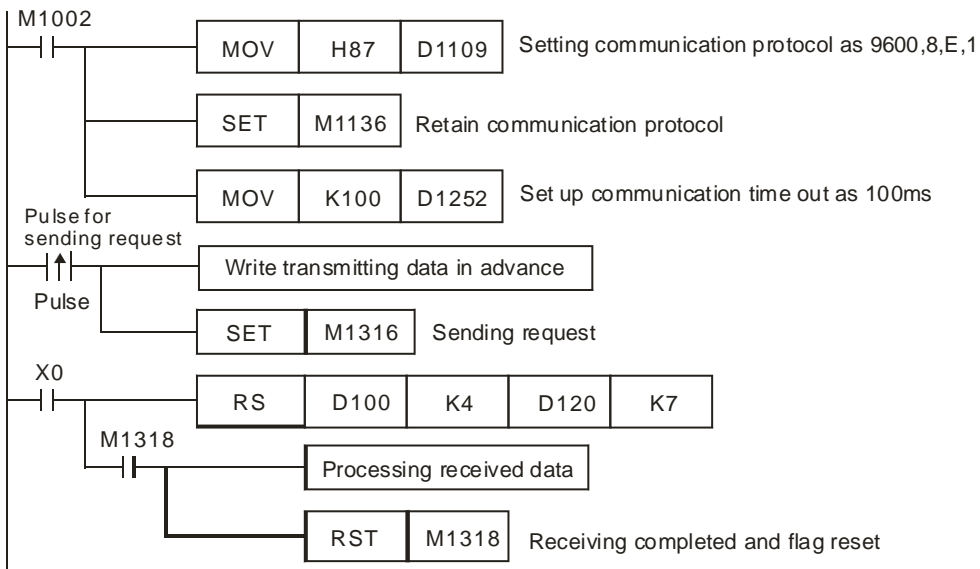 M1002
MOV H87 D1109 Setting communication protocol as 9600,8,E,1
SET M1136 Retain communication protocol
MOV K100 D1252 Set up communication time out as 100ms
Pulse for
sending request
Write transmitting data in advance
Pulse
SET M1316 Sending request
X0
RS D100 K4 D120 K7
M1318
Processing received data
RST M1318 Receiving completed and flag reset